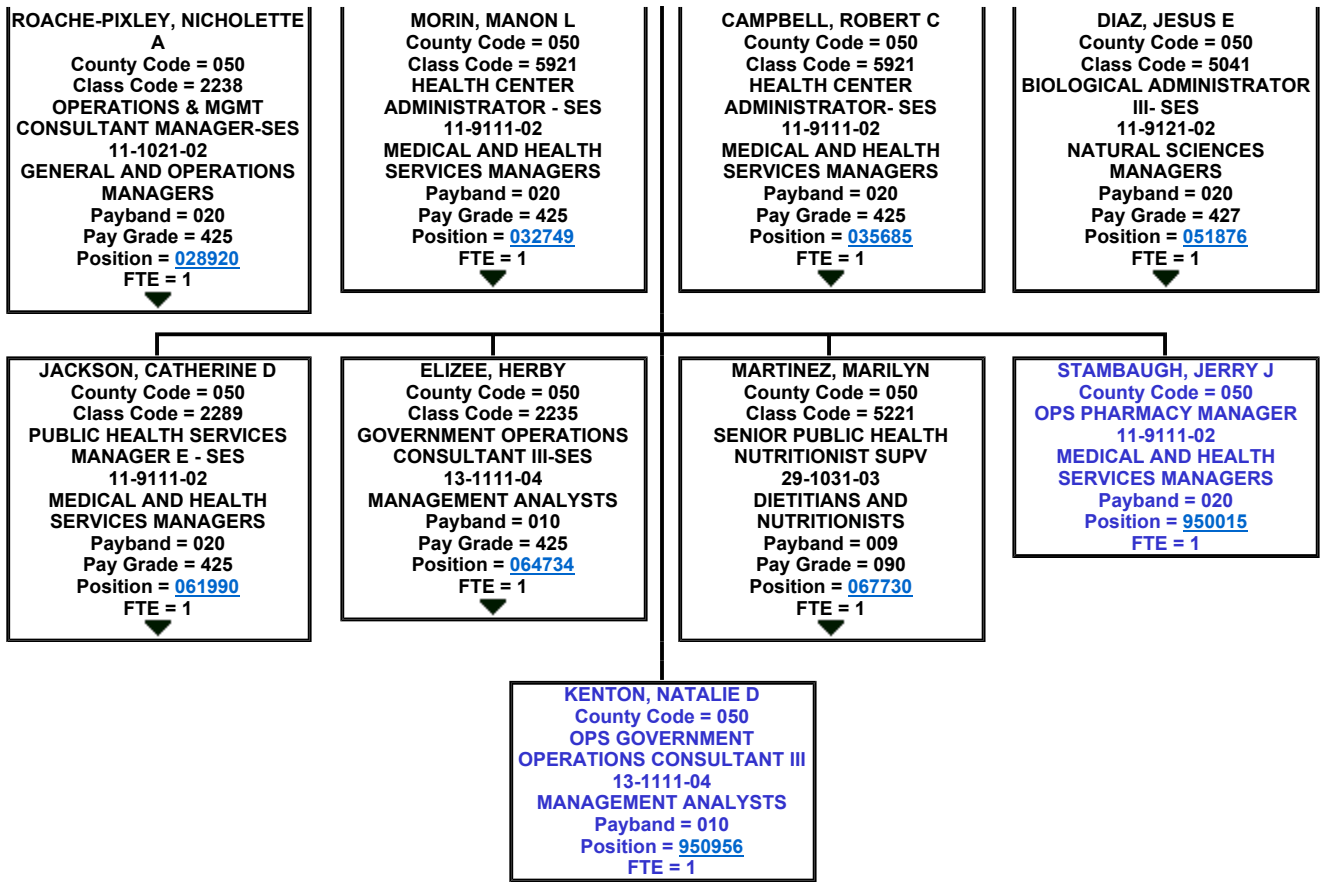 ROACHE-PIXLEY, NICHOLETTE
A
County Code = 050
Class Code = 2238
OPERATIONS & MGMT
CONSULTANT MANAGER-SES
11-1021-02
GENERAL AND OPERATIONS
MANAGERS
Payband = 020
Pay Grade = 425
Position = 028920
FTE = 1
MORIN, MANON L
County Code = 050
Class Code = 5921
HEALTH CENTER
ADMINISTRATOR - SES
11-9111-02
MEDICAL AND HEALTH
SERVICES MANAGERS
Payband = 020
Pay Grade = 425
Position = 032749
FTE = 1
CAMPBELL, ROBERT C
County Code = 050
Class Code = 5921
HEALTH CENTER
ADMINISTRATOR- SES
11-9111-02
MEDICAL AND HEALTH
SERVICES MANAGERS
Payband = 020
Pay Grade = 425
Position = 035685
FTE = 1
DIAZ, JESUS E
County Code = 050
Class Code = 5041
BIOLOGICAL ADMINISTRATOR
III- SES
11-9121-02
NATURAL SCIENCES
MANAGERS
Payband = 020
Pay Grade = 427
Position = 051876
FTE = 1
JACKSON, CATHERINE D
County Code = 050
Class Code = 2289
PUBLIC HEALTH SERVICES
MANAGER E - SES
11-9111-02
MEDICAL AND HEALTH
SERVICES MANAGERS
Payband = 020
Pay Grade = 425
Position = 061990
FTE = 1
ELIZEE, HERBY
County Code = 050
Class Code = 2235
GOVERNMENT OPERATIONS
CONSULTANT III-SES
13-1111-04
MANAGEMENT ANALYSTS
Payband = 010
Pay Grade = 425
Position = 064734
FTE = 1
MARTINEZ, MARILYN
County Code = 050
Class Code = 5221
SENIOR PUBLIC HEALTH
NUTRITIONIST SUPV
29-1031-03
DIETITIANS AND
NUTRITIONISTS
Payband = 009
Pay Grade = 090
Position = 067730
FTE = 1
STAMBAUGH, JERRY J
County Code = 050
OPS PHARMACY MANAGER
11-9111-02
MEDICAL AND HEALTH
SERVICES MANAGERS
Payband = 020
Position = 950015
FTE = 1
KENTON, NATALIE D
County Code = 050
OPS GOVERNMENT
OPERATIONS CONSULTANT III
13-1111-04
MANAGEMENT ANALYSTS
Payband = 010
Position = 950956
FTE = 1